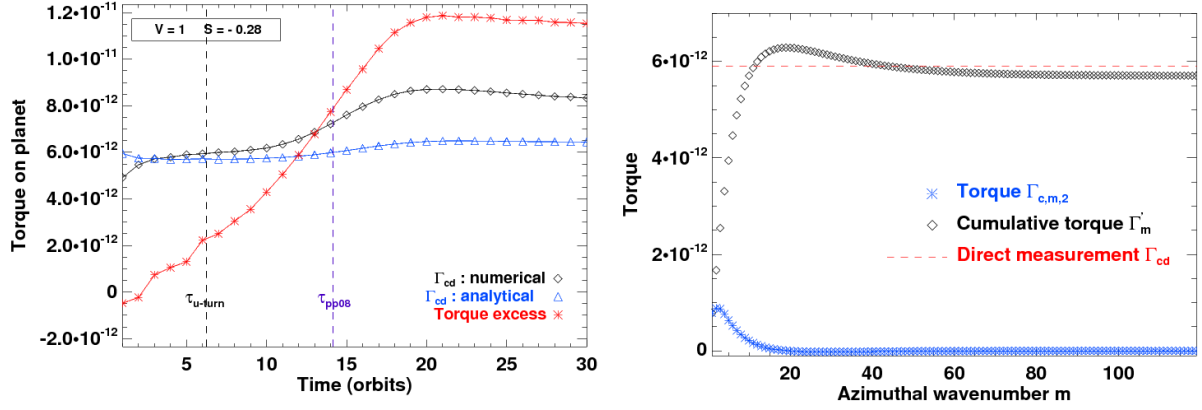 V = 1 S = - 0.28
1.2•10⁻¹¹
1.0•10⁻¹¹
8.0•10⁻¹²
6.0•10⁻¹²
4.0•10⁻¹²
2.0•10⁻¹²
0
-2.0•10⁻¹²
Torque on planet
τu-turn
τpp08
Γcd : numerical
Γcd : analytical
Torque excess
5 10 15 20 25 30
Time (orbits)
6•10⁻¹²
4•10⁻¹²
2•10⁻¹²
0
Torque
Torque Γc,m,2
Cumulative torque Γ'm
Direct measurement Γcd
20 40 60 80 100
Azimuthal wavenumber m